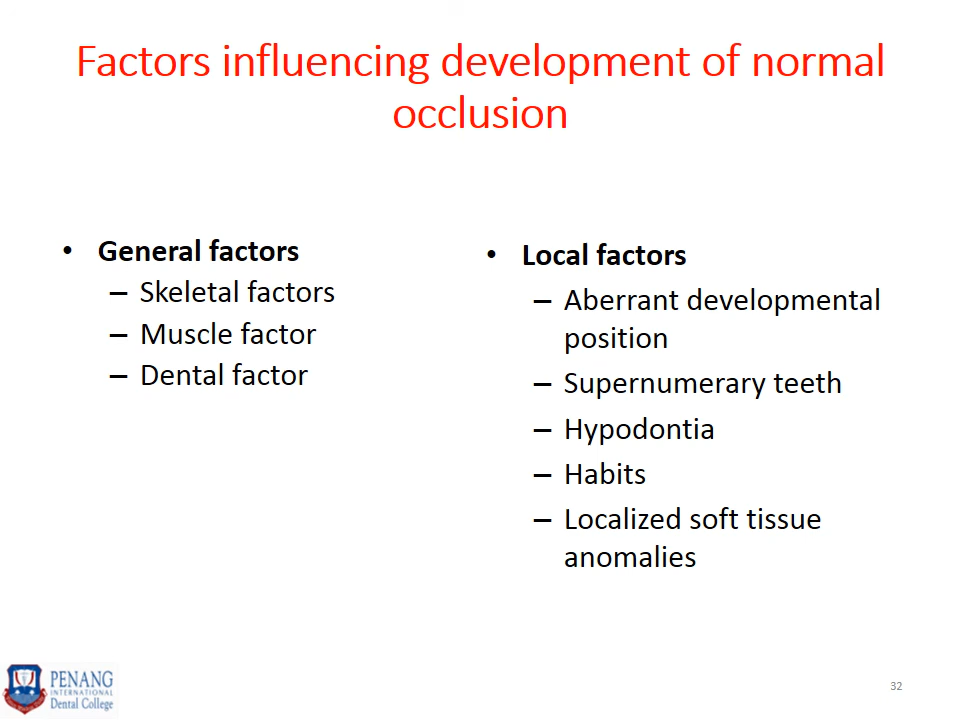 Factors influencing development of normal
occlusion
• General factors
– Skeletal factors
– Muscle factor
– Dental factor
• Local factors
– Aberrant developmental
position
– Supernumerary teeth
– Hypodontia
– Habits
– Localized soft tissue
anomalies
PENANG
INTERNATIONAL
Dental College
32